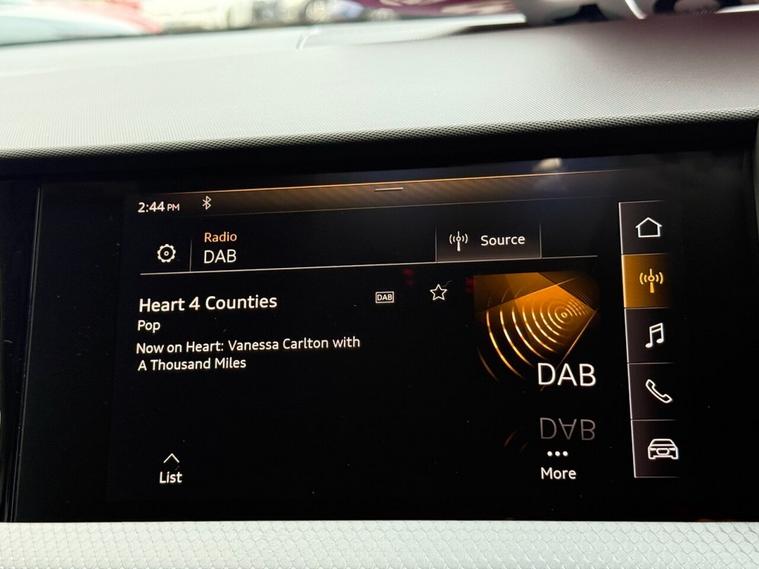 2:44 PM
Radio
DAB
Source
Heart 4 Counties
DAB
Pop
Now on Heart: Vanessa Carlton with
A Thousand Miles
DAB
DAB
List
More